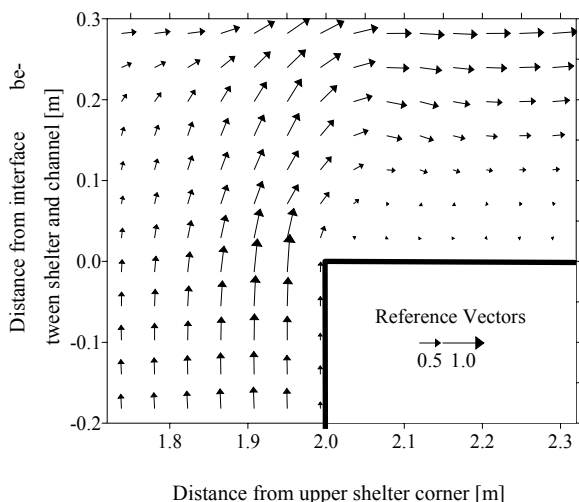 Distance from interface be-
tween shelter and channel [m]
0.3
0.2
0.1
0.0
-0.1
-0.2
Reference Vectors
0.5 1.0
1.8 1.9 2.0 2.1 2.2 2.3
Distance from upper shelter corner [m]